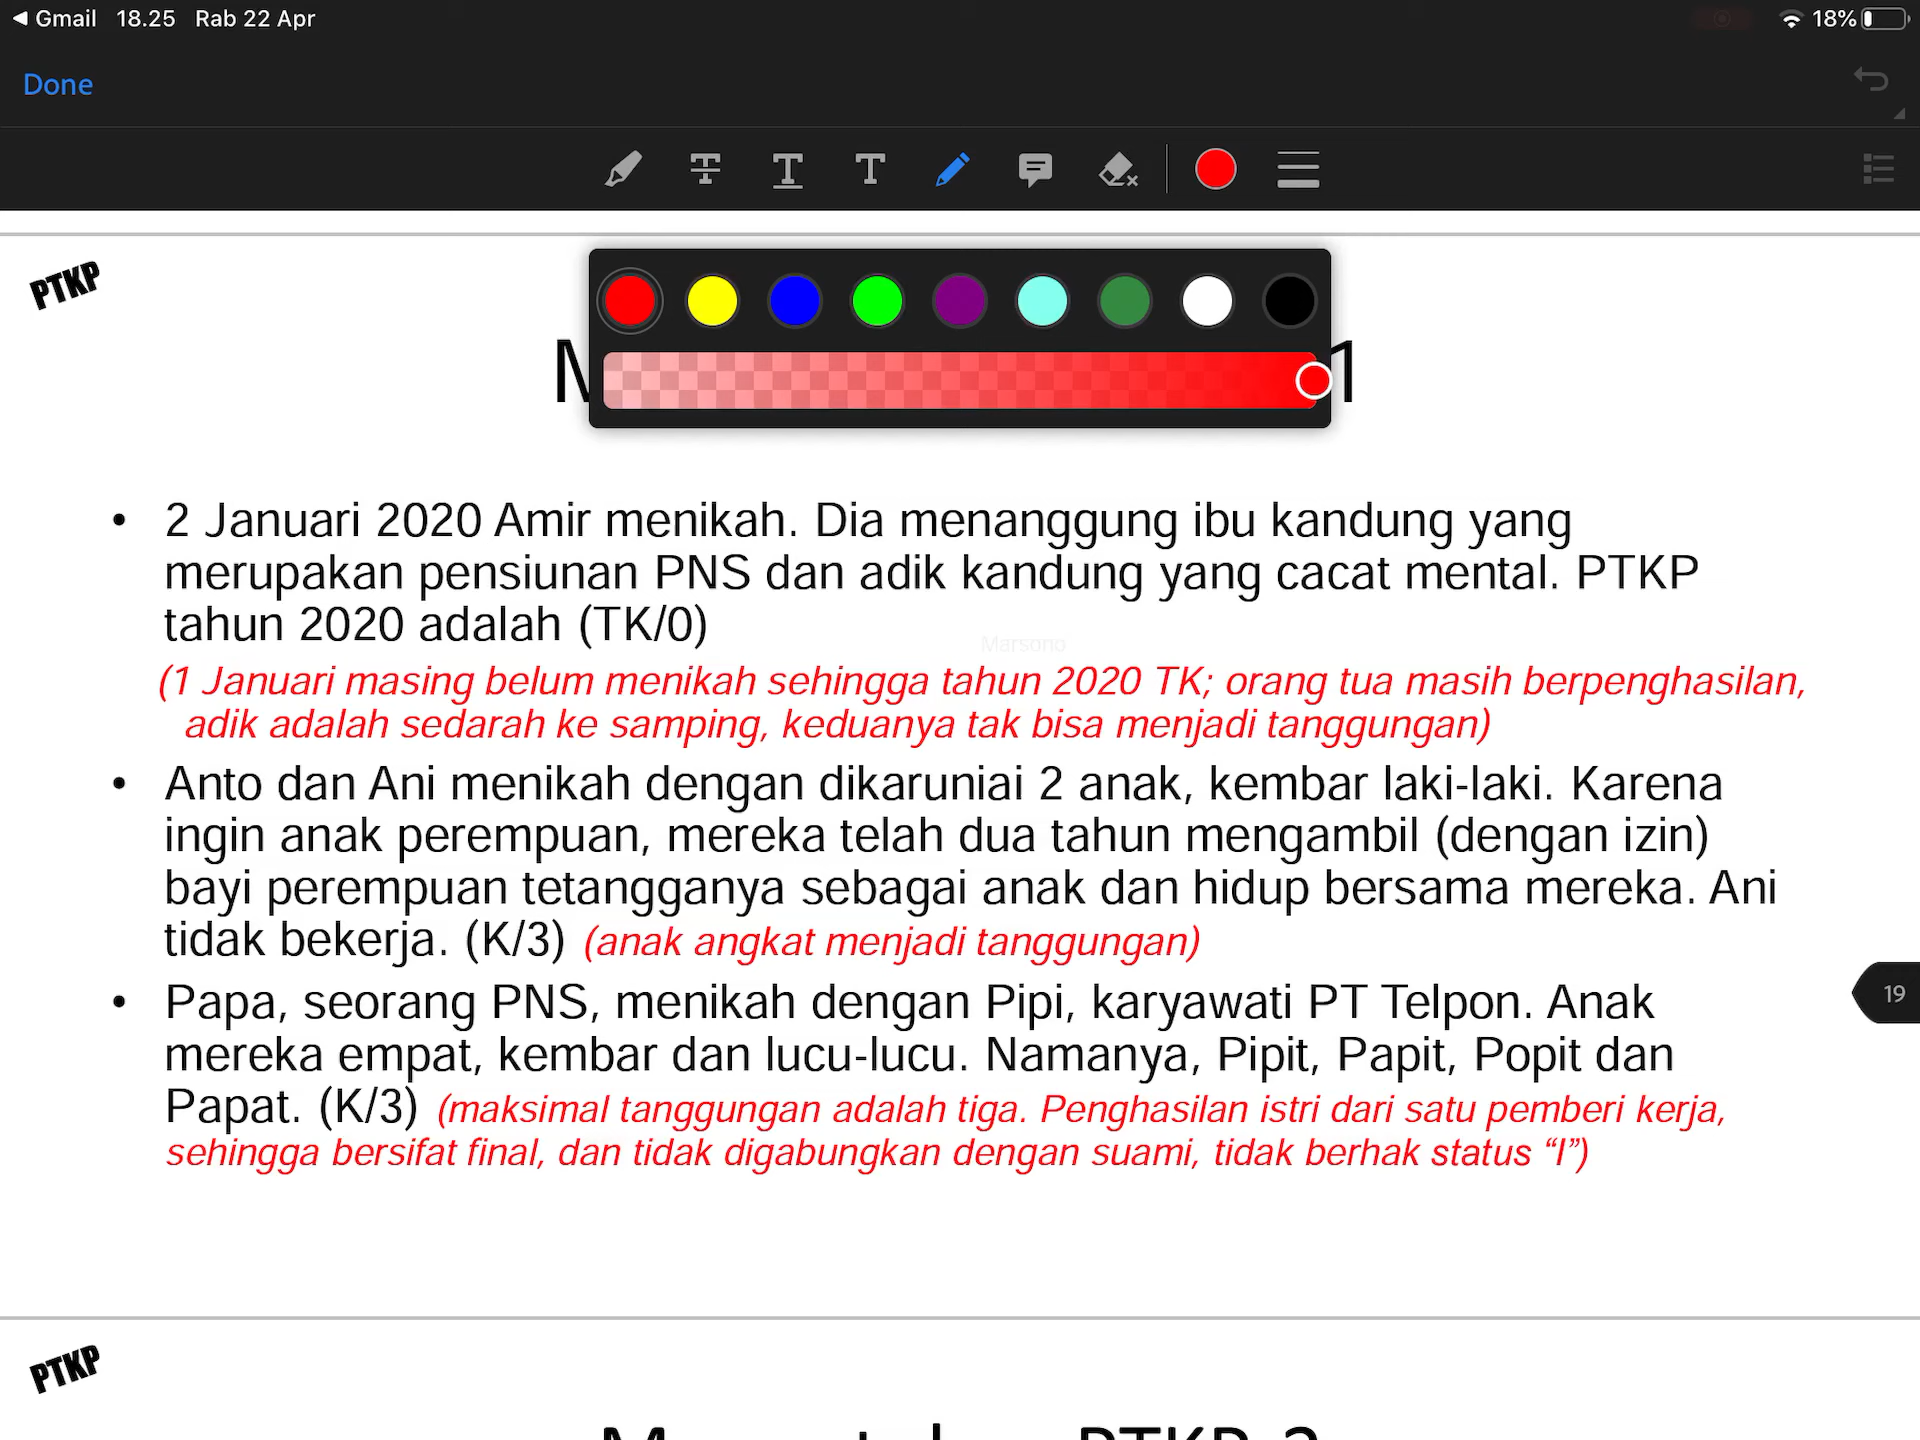 ◀ Gmail 18.25 Rab 22 Apr 18%
Done
PTKP
1
• 2 Januari 2020 Amir menikah. Dia menanggung ibu kandung yang
merupakan pensiunan PNS dan adik kandung yang cacat mental. PTKP
tahun 2020 adalah (TK/0)
Marsono
(1 Januari masing belum menikah sehingga tahun 2020 TK; orang tua masih berpenghasilan,
adik adalah sedarah ke samping, keduanya tak bisa menjadi tanggungan)
• Anto dan Ani menikah dengan dikaruniai 2 anak, kembar laki-laki. Karena
ingin anak perempuan, mereka telah dua tahun mengambil (dengan izin)
bayi perempuan tetangganya sebagai anak dan hidup bersama mereka. Ani
tidak bekerja. (K/3) (anak angkat menjadi tanggungan)
• Papa, seorang PNS, menikah dengan Pipi, karyawati PT Telpon. Anak
mereka empat, kembar dan lucu-lucu. Namanya, Pipit, Papit, Popit dan
Papat. (K/3) (maksimal tanggungan adalah tiga. Penghasilan istri dari satu pemberi kerja,
sehingga bersifat final, dan tidak digabungkan dengan suami, tidak berhak status “I”)
19
PTKP